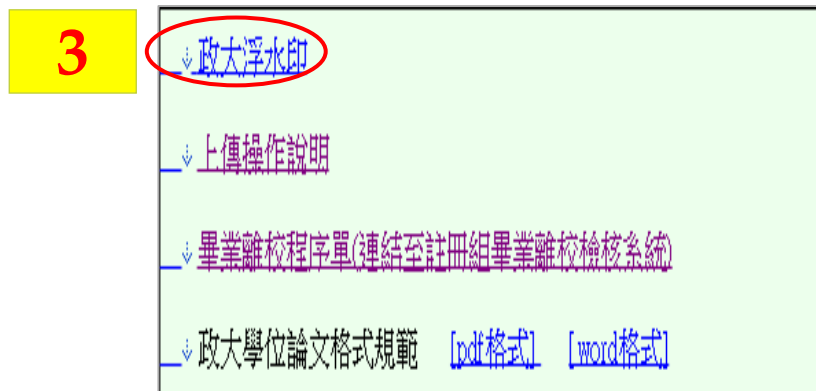 3
↓政大浮水印
↓上傳操作說明
↓畢業離校程序單(連結至註冊組畢業離校檢核系統)
↓政大學位論文格式規範 [pdf格式] [word格式]